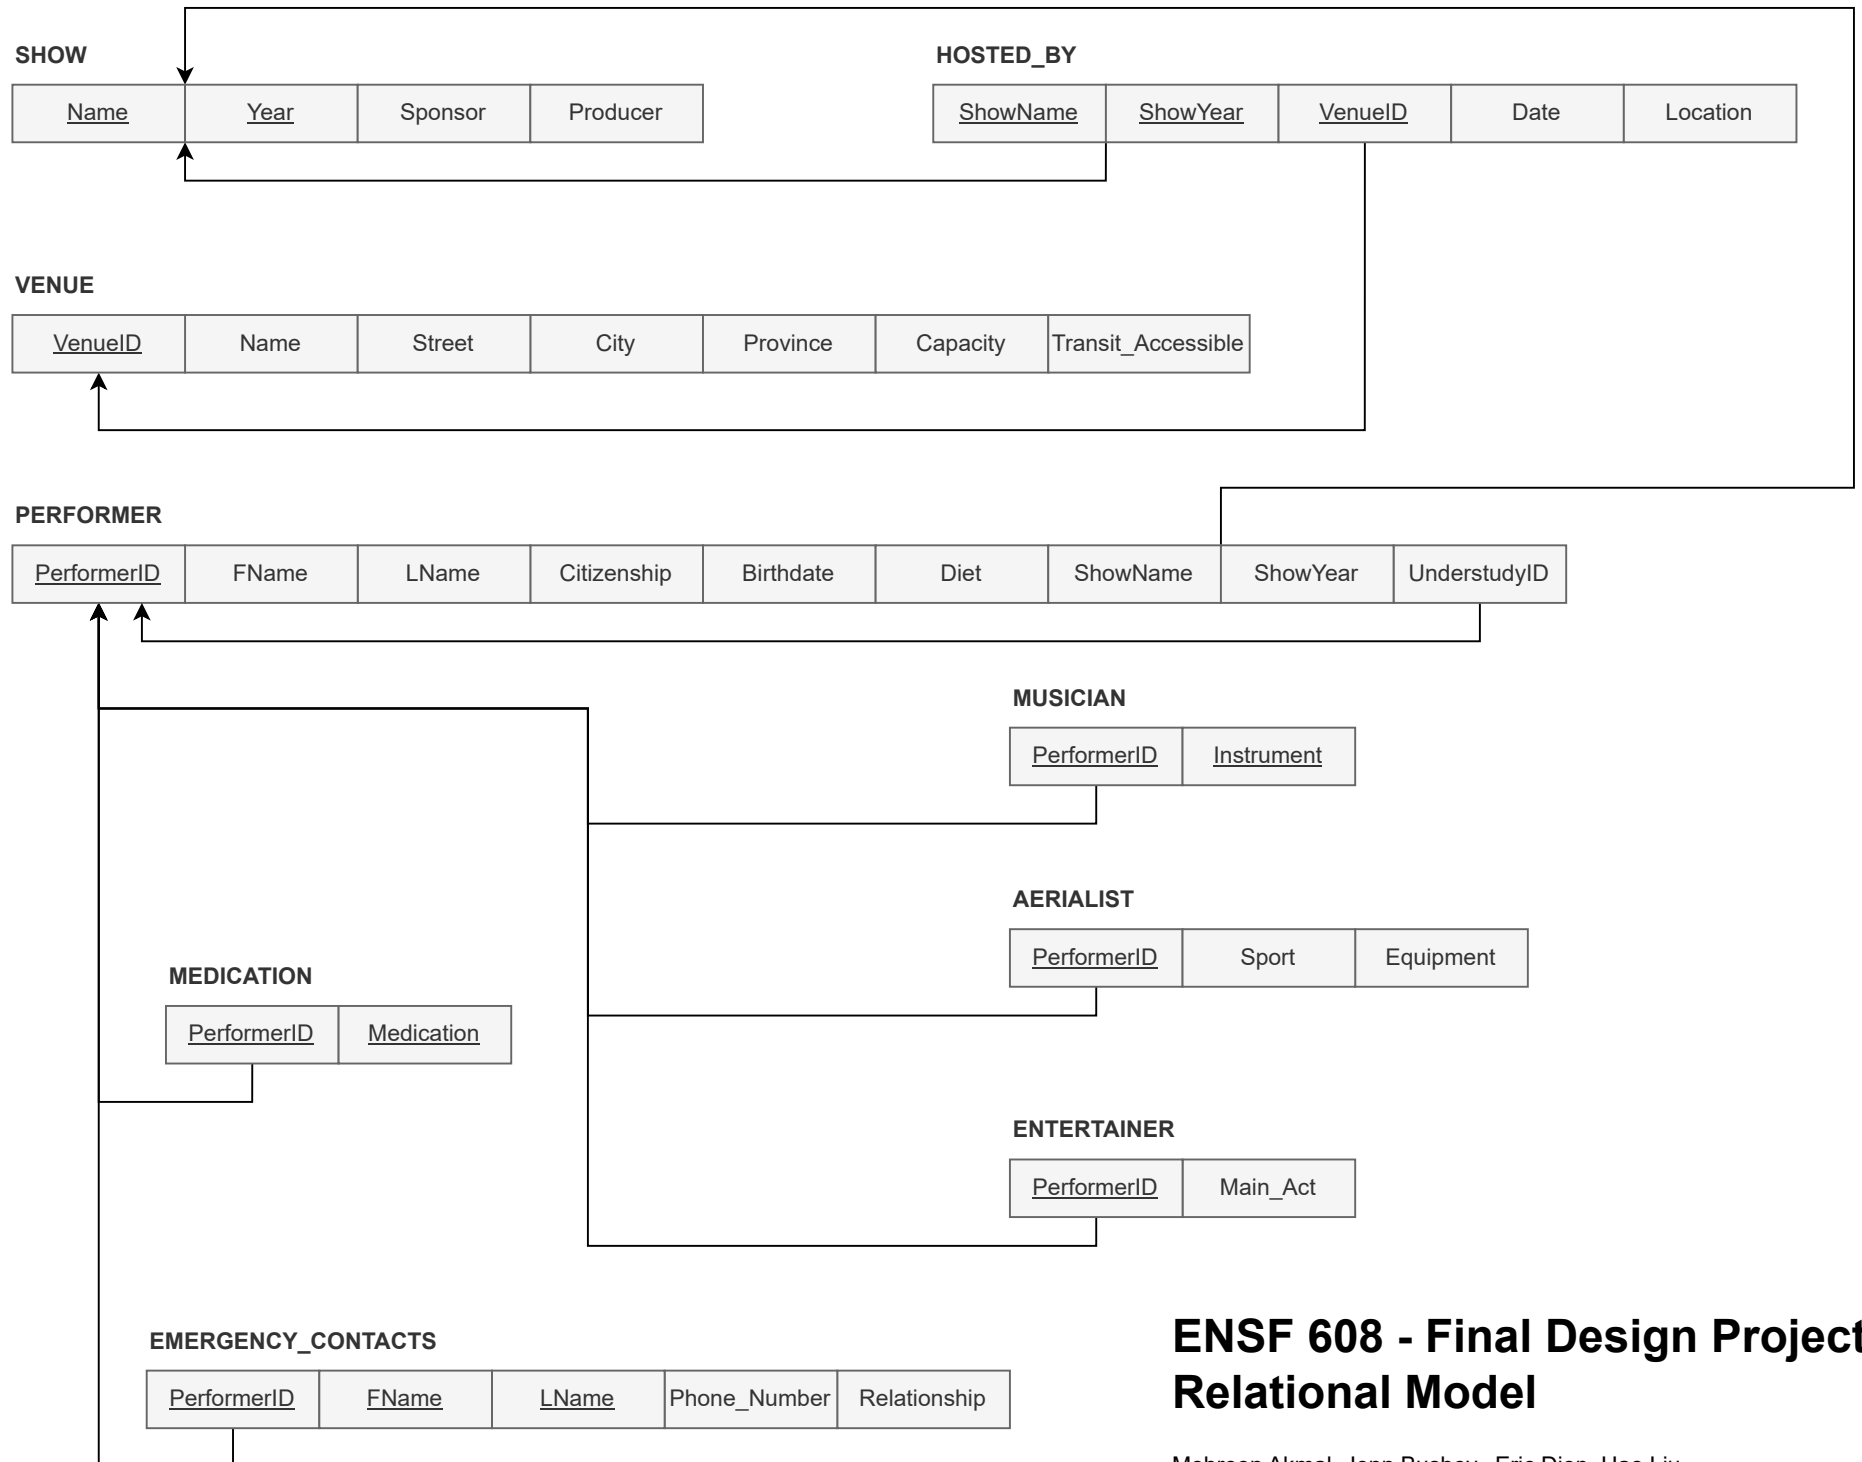 SHOW
Name Year Sponsor Producer
HOSTED_BY
ShowName ShowYear VenueID Date Location
VENUE
VenueID Name Street City Province Capacity Transit_Accessible
PERFORMER
PerformerID FName LName Citizenship Birthdate Diet ShowName ShowYear UnderstudyID
MUSICIAN
PerformerID Instrument
AERIALIST
PerformerID Sport Equipment
MEDICATION
PerformerID Medication
ENTERTAINER
PerformerID Main_Act
EMERGENCY_CONTACTS
PerformerID FName LName Phone_Number Relationship
ENSF 608 - Final Design Project
Relational Model